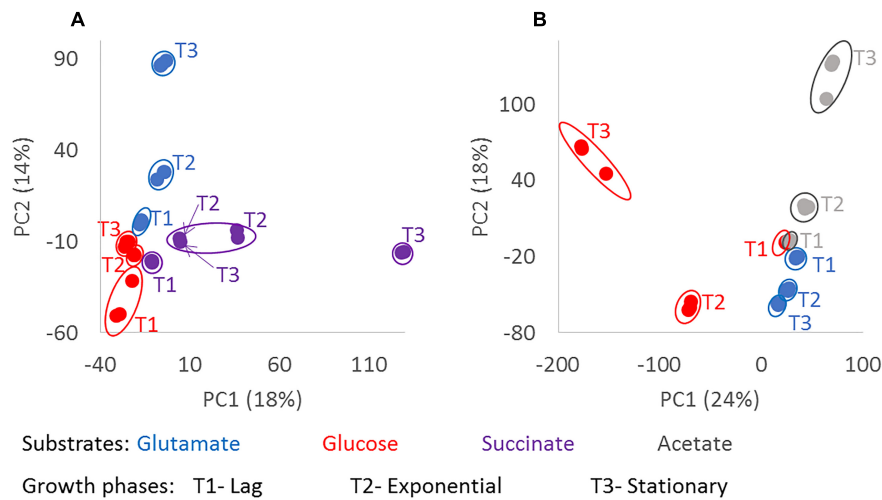 A
B
90
40
-10
-60
PC2 (14%)
T3
T2
T1
T3
T2
T1
T1
T2
T3
T2
T3
-40
10
60
110
PC1 (18%)
100
40
-20
-80
PC2 (18%)
T3
T3
T2
T1
T1
T1
T2
T2
T3
-200
-100
0
100
PC1 (24%)
Substrates: Glutamate Glucose Succinate Acetate
Growth phases: T1- Lag T2- Exponential T3- Stationary